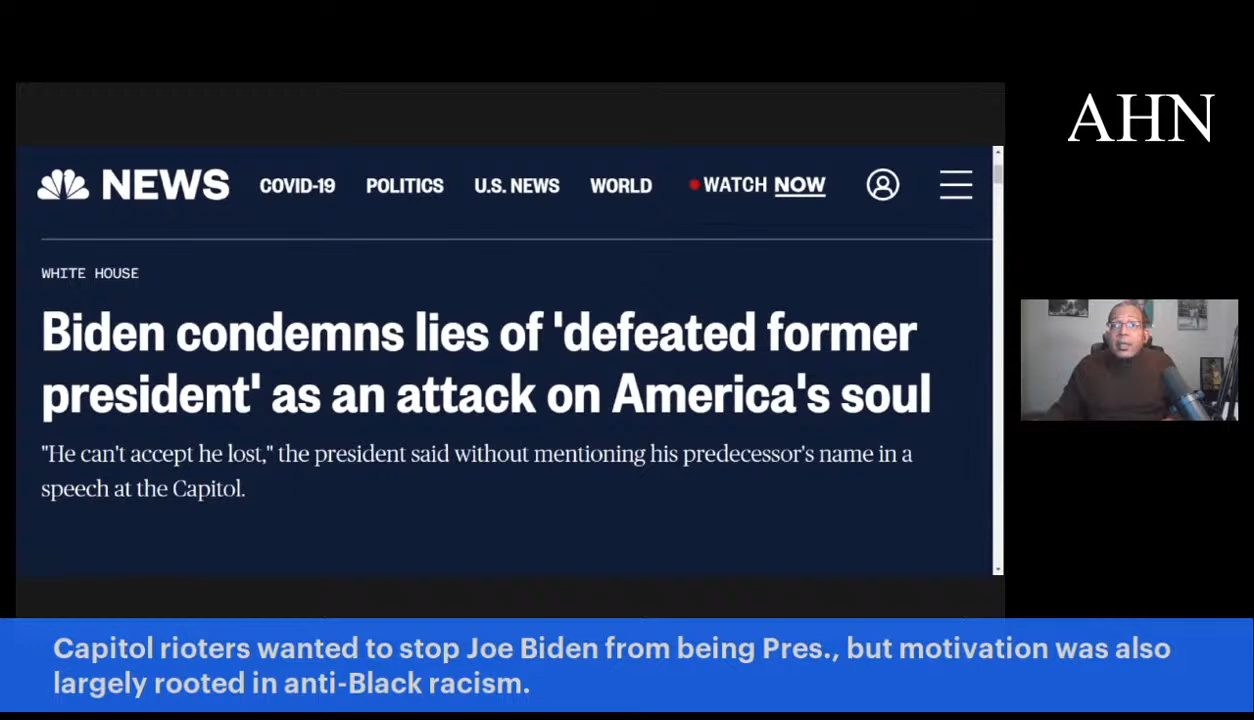 AHN
NEWS
COVID-19 POLITICS U.S. NEWS WORLD WATCH NOW
WHITE HOUSE
Biden condemns lies of 'defeated former
president' as an attack on America's soul
"He can't accept he lost," the president said without mentioning his predecessor's name in a
speech at the Capitol.
Capitol rioters wanted to stop Joe Biden from being Pres., but motivation was also
largely rooted in anti-Black racism.